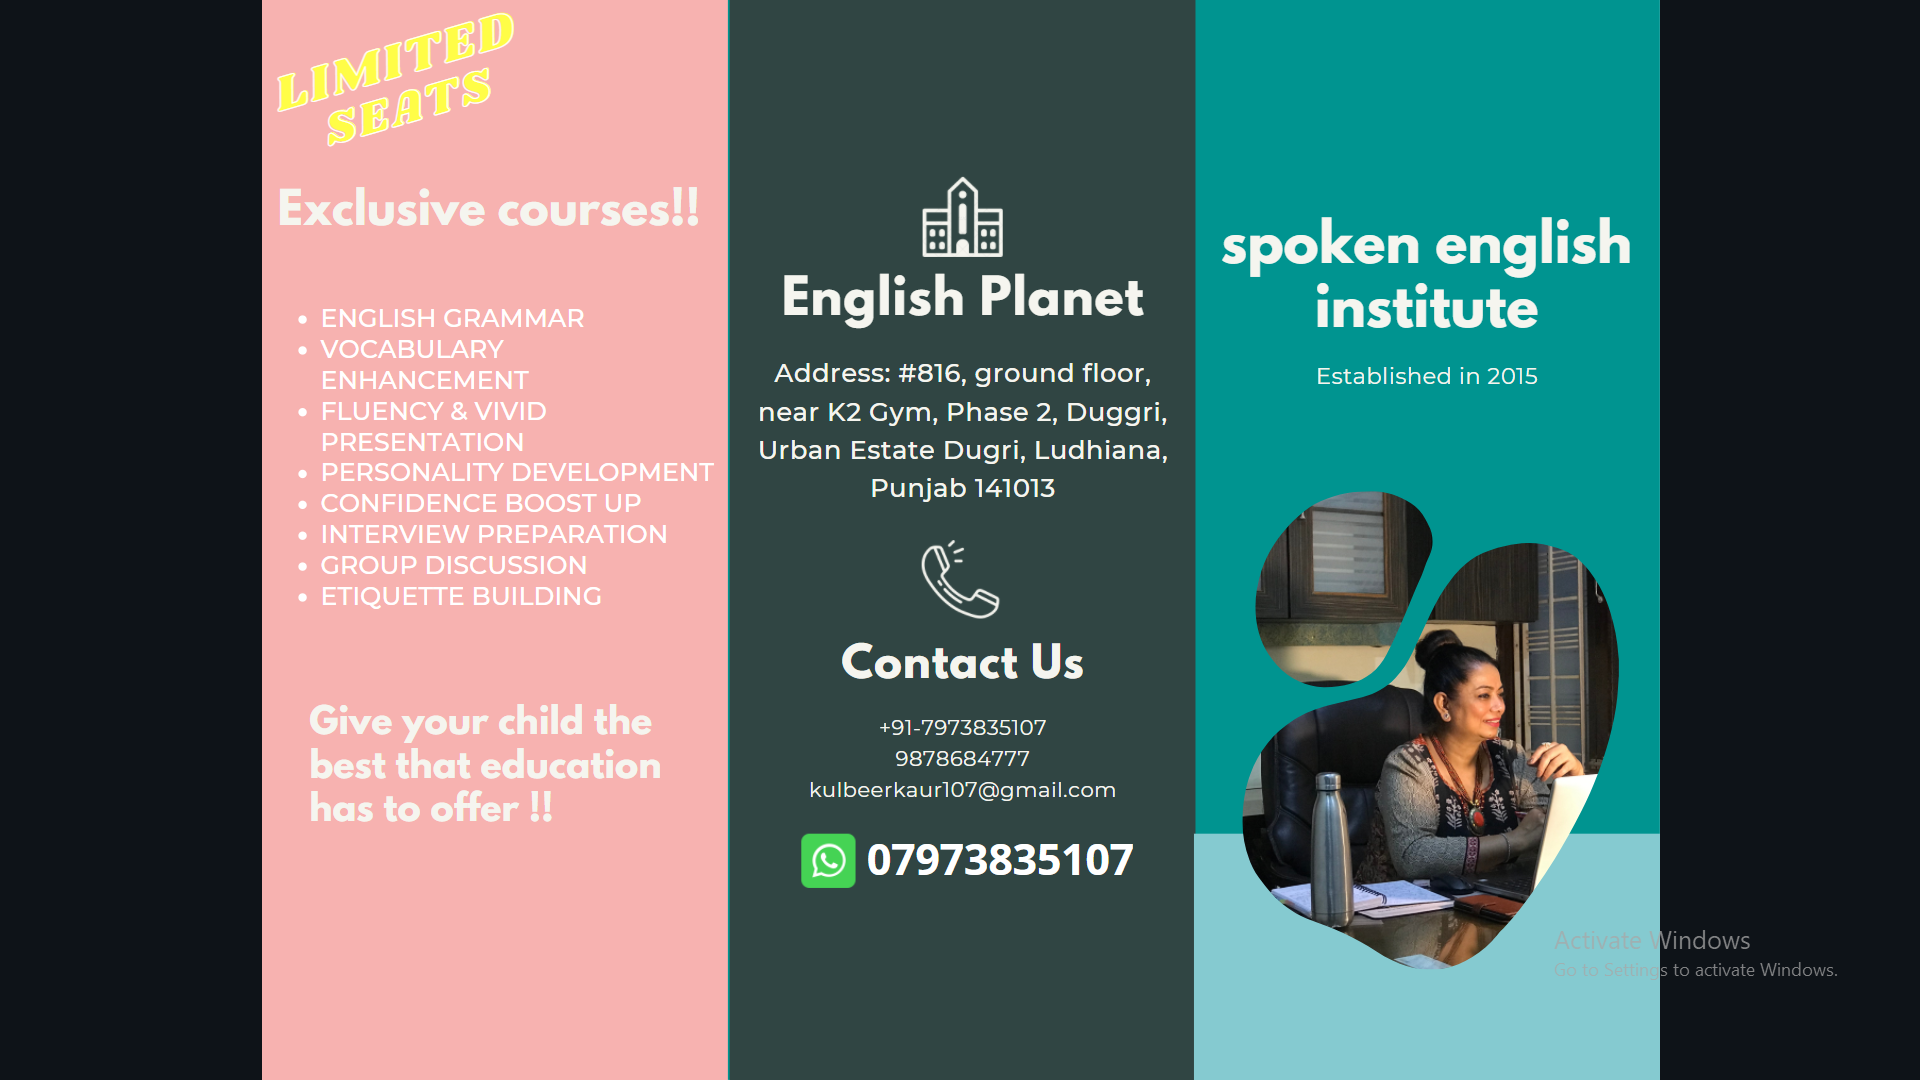 LIMITED
SEATS
Exclusive courses!!
• ENGLISH GRAMMAR
• VOCABULARY
ENHANCEMENT
• FLUENCY & VIVID
PRESENTATION
• PERSONALITY DEVELOPMENT
• CONFIDENCE BOOST UP
• INTERVIEW PREPARATION
• GROUP DISCUSSION
• ETIQUETTE BUILDING
Give your child the
best that education
has to offer !!
English Planet
Address: #816, ground floor,
near K2 Gym, Phase 2, Duggri,
Urban Estate Dugri, Ludhiana,
Punjab 141013
Contact Us
+91-7973835107
9878684777
kulbeerkaur107@gmail.com
07973835107
spoken english
institute
Established in 2015
Activate Windows
Go to Settings to activate Windows.